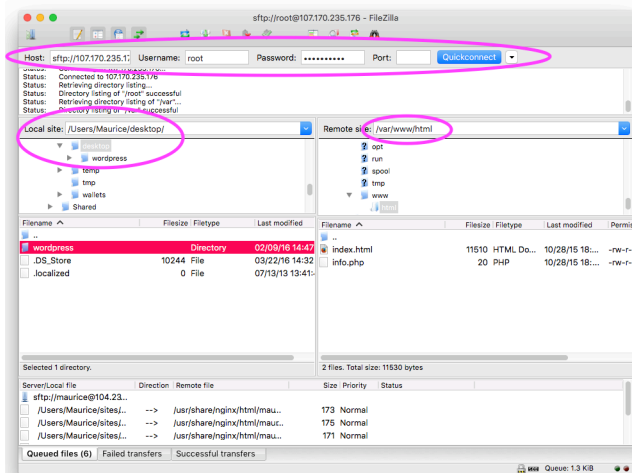 sftp://root@107.170.235.176 - FileZilla
Host: sftp://107.170.235.17 Username: root Password: •••••••••• Port: Quickconnect
Status: Connected to 107.170.235.176
Status: Retrieving directory listing...
Status: Directory listing of "/root" successful
Status: Retrieving directory listing of "/var"...
Status: Directory listing of "/var" successful
Local site: /Users/Maurice/desktop/
Remote site: /var/www/html
desktop
wordpress
temp
tmp
wallets
Shared
opt
run
spool
tmp
www
html
Filename Filesize Filetype Last modified
..
wordpress Directory 02/09/16 14:47
.DS_Store 10244 File 03/22/16 14:32
.localized 0 File 07/13/13 13:41:
Filename Filesize Filetype Last modified Permis
..
index.html 11510 HTML Do... 10/28/15 18:... -rw-r-
info.php 20 PHP 10/28/15 18:... -rw-r-
Selected 1 directory.
2 files. Total size: 11530 bytes
Server/Local file Direction Remote file Size Priority Status
sftp://maurice@104.23...
/Users/Maurice/sites/... --> /usr/share/nginx/html/mau... 173 Normal
/Users/Maurice/sites/... --> /usr/share/nginx/html/mau... 175 Normal
/Users/Maurice/sites/... --> /usr/share/nginx/html/mau... 171 Normal
Queued files (6) Failed transfers Successful transfers
Queue: 1.3 KiB